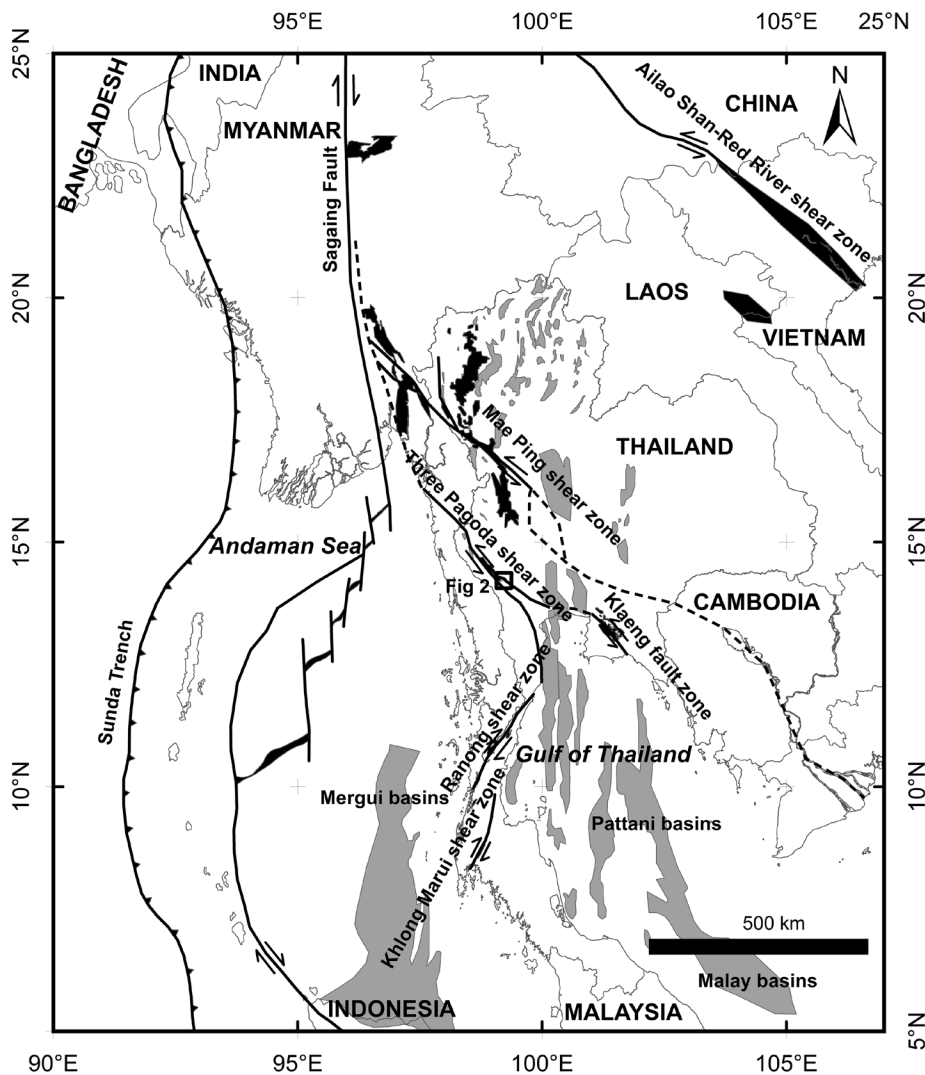 95°E
100°E
105°E
25°N
25°N
INDIA
BANGLADESH
MYANMAR
Sagaing Fault
Ailao Shan-Red River shear zone
CHINA
N
20°N
20°N
LAOS
VIETNAM
Mae Ping shear zone
THAILAND
Three Pagoda shear zone
15°N
15°N
Andaman Sea
Fig 2
Klaeng fault zone
CAMBODIA
Sunda Trench
Ranong shear zone
Gulf of Thailand
10°N
10°N
Mergui basins
Khlong Marui shear zone
Pattani basins
500 km
Malay basins
INDONESIA
MALAYSIA
5°N
90°E
95°E
100°E
105°E